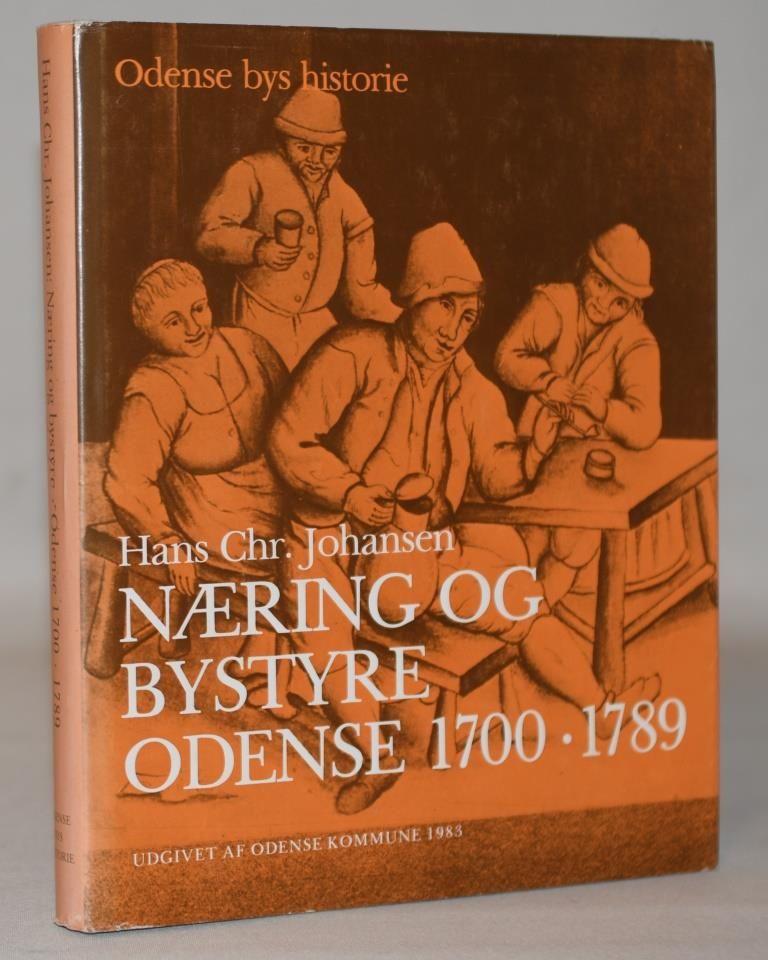 Odense bys historie
Hans Chr. Johansen
NÆRING OG
BYSTYRE
ODENSE 1700 · 1789
UDGIVET AF ODENSE KOMMUNE 1983
Hans Chr. Johansen: Næring og bystyre · Odense 1700 · 1789